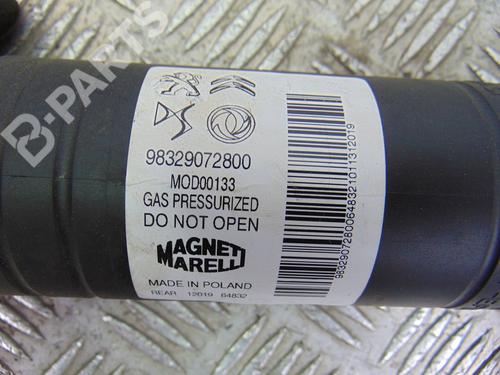 B-PARTS
98329072800
MOD00133
GAS PRESSURIZED
DO NOT OPEN
MAGNETI
MARELLI
MADE IN POLAND
REAR 12019 64832
98329072800648321011312019